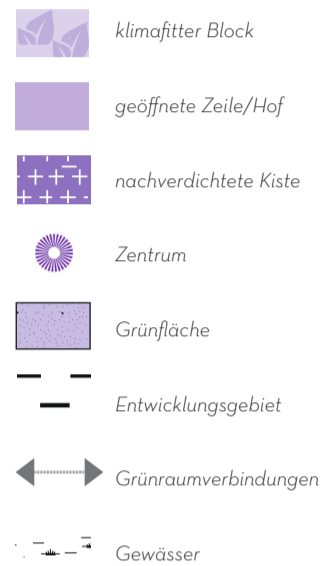 klimafitter Block
geöffnete Zeile/Hof
nachverdichtete Kiste
Zentrum
Grünfläche
Entwicklungsgebiet
Grünraumverbindungen
Gewässer